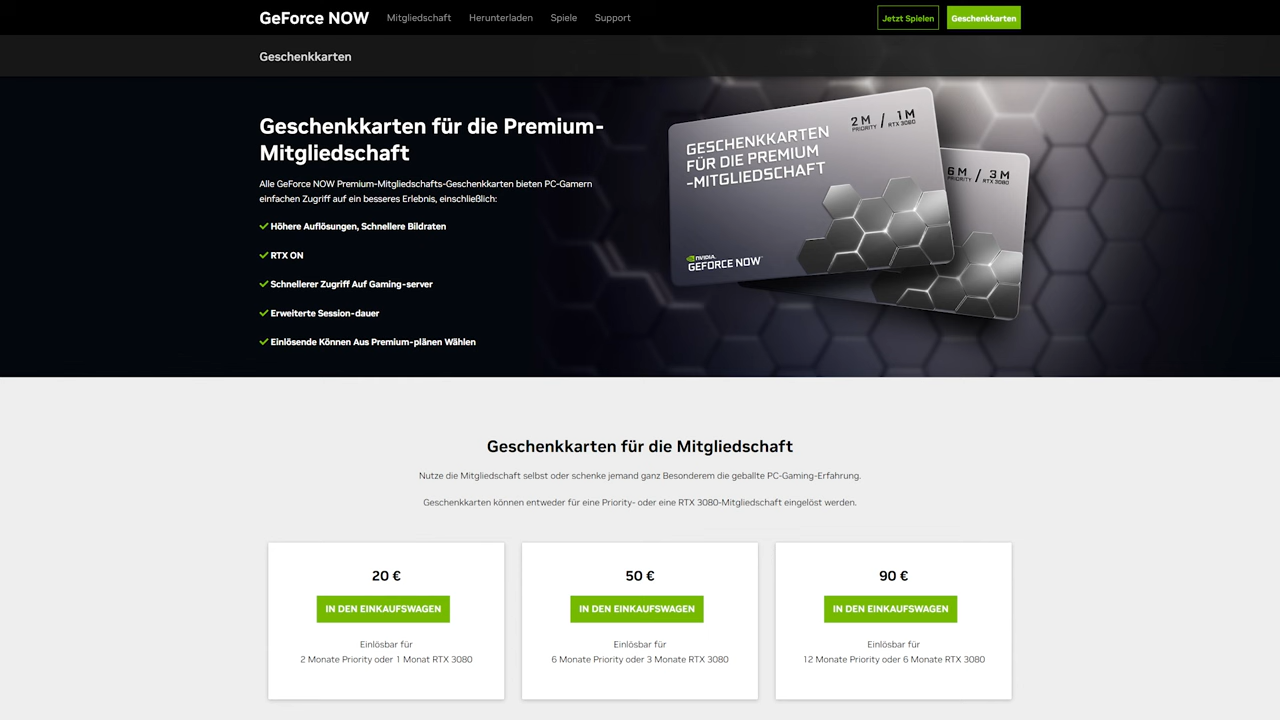 GeForce NOW
Mitgliedschaft
Herunterladen
Spiele
Support
Jetzt Spielen
Geschenkkarten
Geschenkkarten
Geschenkkarten für die Premium-
Mitgliedschaft
Alle GeForce NOW Premium-Mitgliedschafts-Geschenkkarten bieten PC-Gamern
einfachen Zugriff auf ein besseres Erlebnis, einschließlich:
Höhere Auflösungen, Schnellere Bildraten
RTX ON
Schnellerer Zugriff Auf Gaming-server
Erweiterte Session-dauer
Einlösende Können Aus Premium-plänen Wählen
GESCHENKKARTEN
FÜR DIE PREMIUM
-MITGLIEDSCHAFT
2 M / 1 M
PRIORITY RTX 3080
NVIDIA
GEFORCE NOW
6 M / 3 M
PRIORITY RTX 3080
Geschenkkarten für die Mitgliedschaft
Nutze die Mitgliedschaft selbst oder schenke jemand ganz Besonderem die geballte PC-Gaming-Erfahrung.
Geschenkkarten können entweder für eine Priority- oder eine RTX 3080-Mitgliedschaft eingelöst werden.
20 €
IN DEN EINKAUFSWAGEN
Einlösbar für
2 Monate Priority oder 1 Monat RTX 3080
50 €
IN DEN EINKAUFSWAGEN
Einlösbar für
6 Monate Priority oder 3 Monate RTX 3080
90 €
IN DEN EINKAUFSWAGEN
Einlösbar für
12 Monate Priority oder 6 Monate RTX 3080